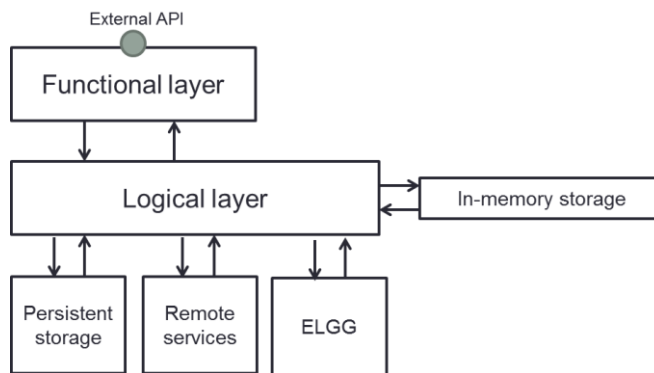 External API
Functional layer
Logical layer
In-memory storage
Persistent
storage
Remote
services
ELGG